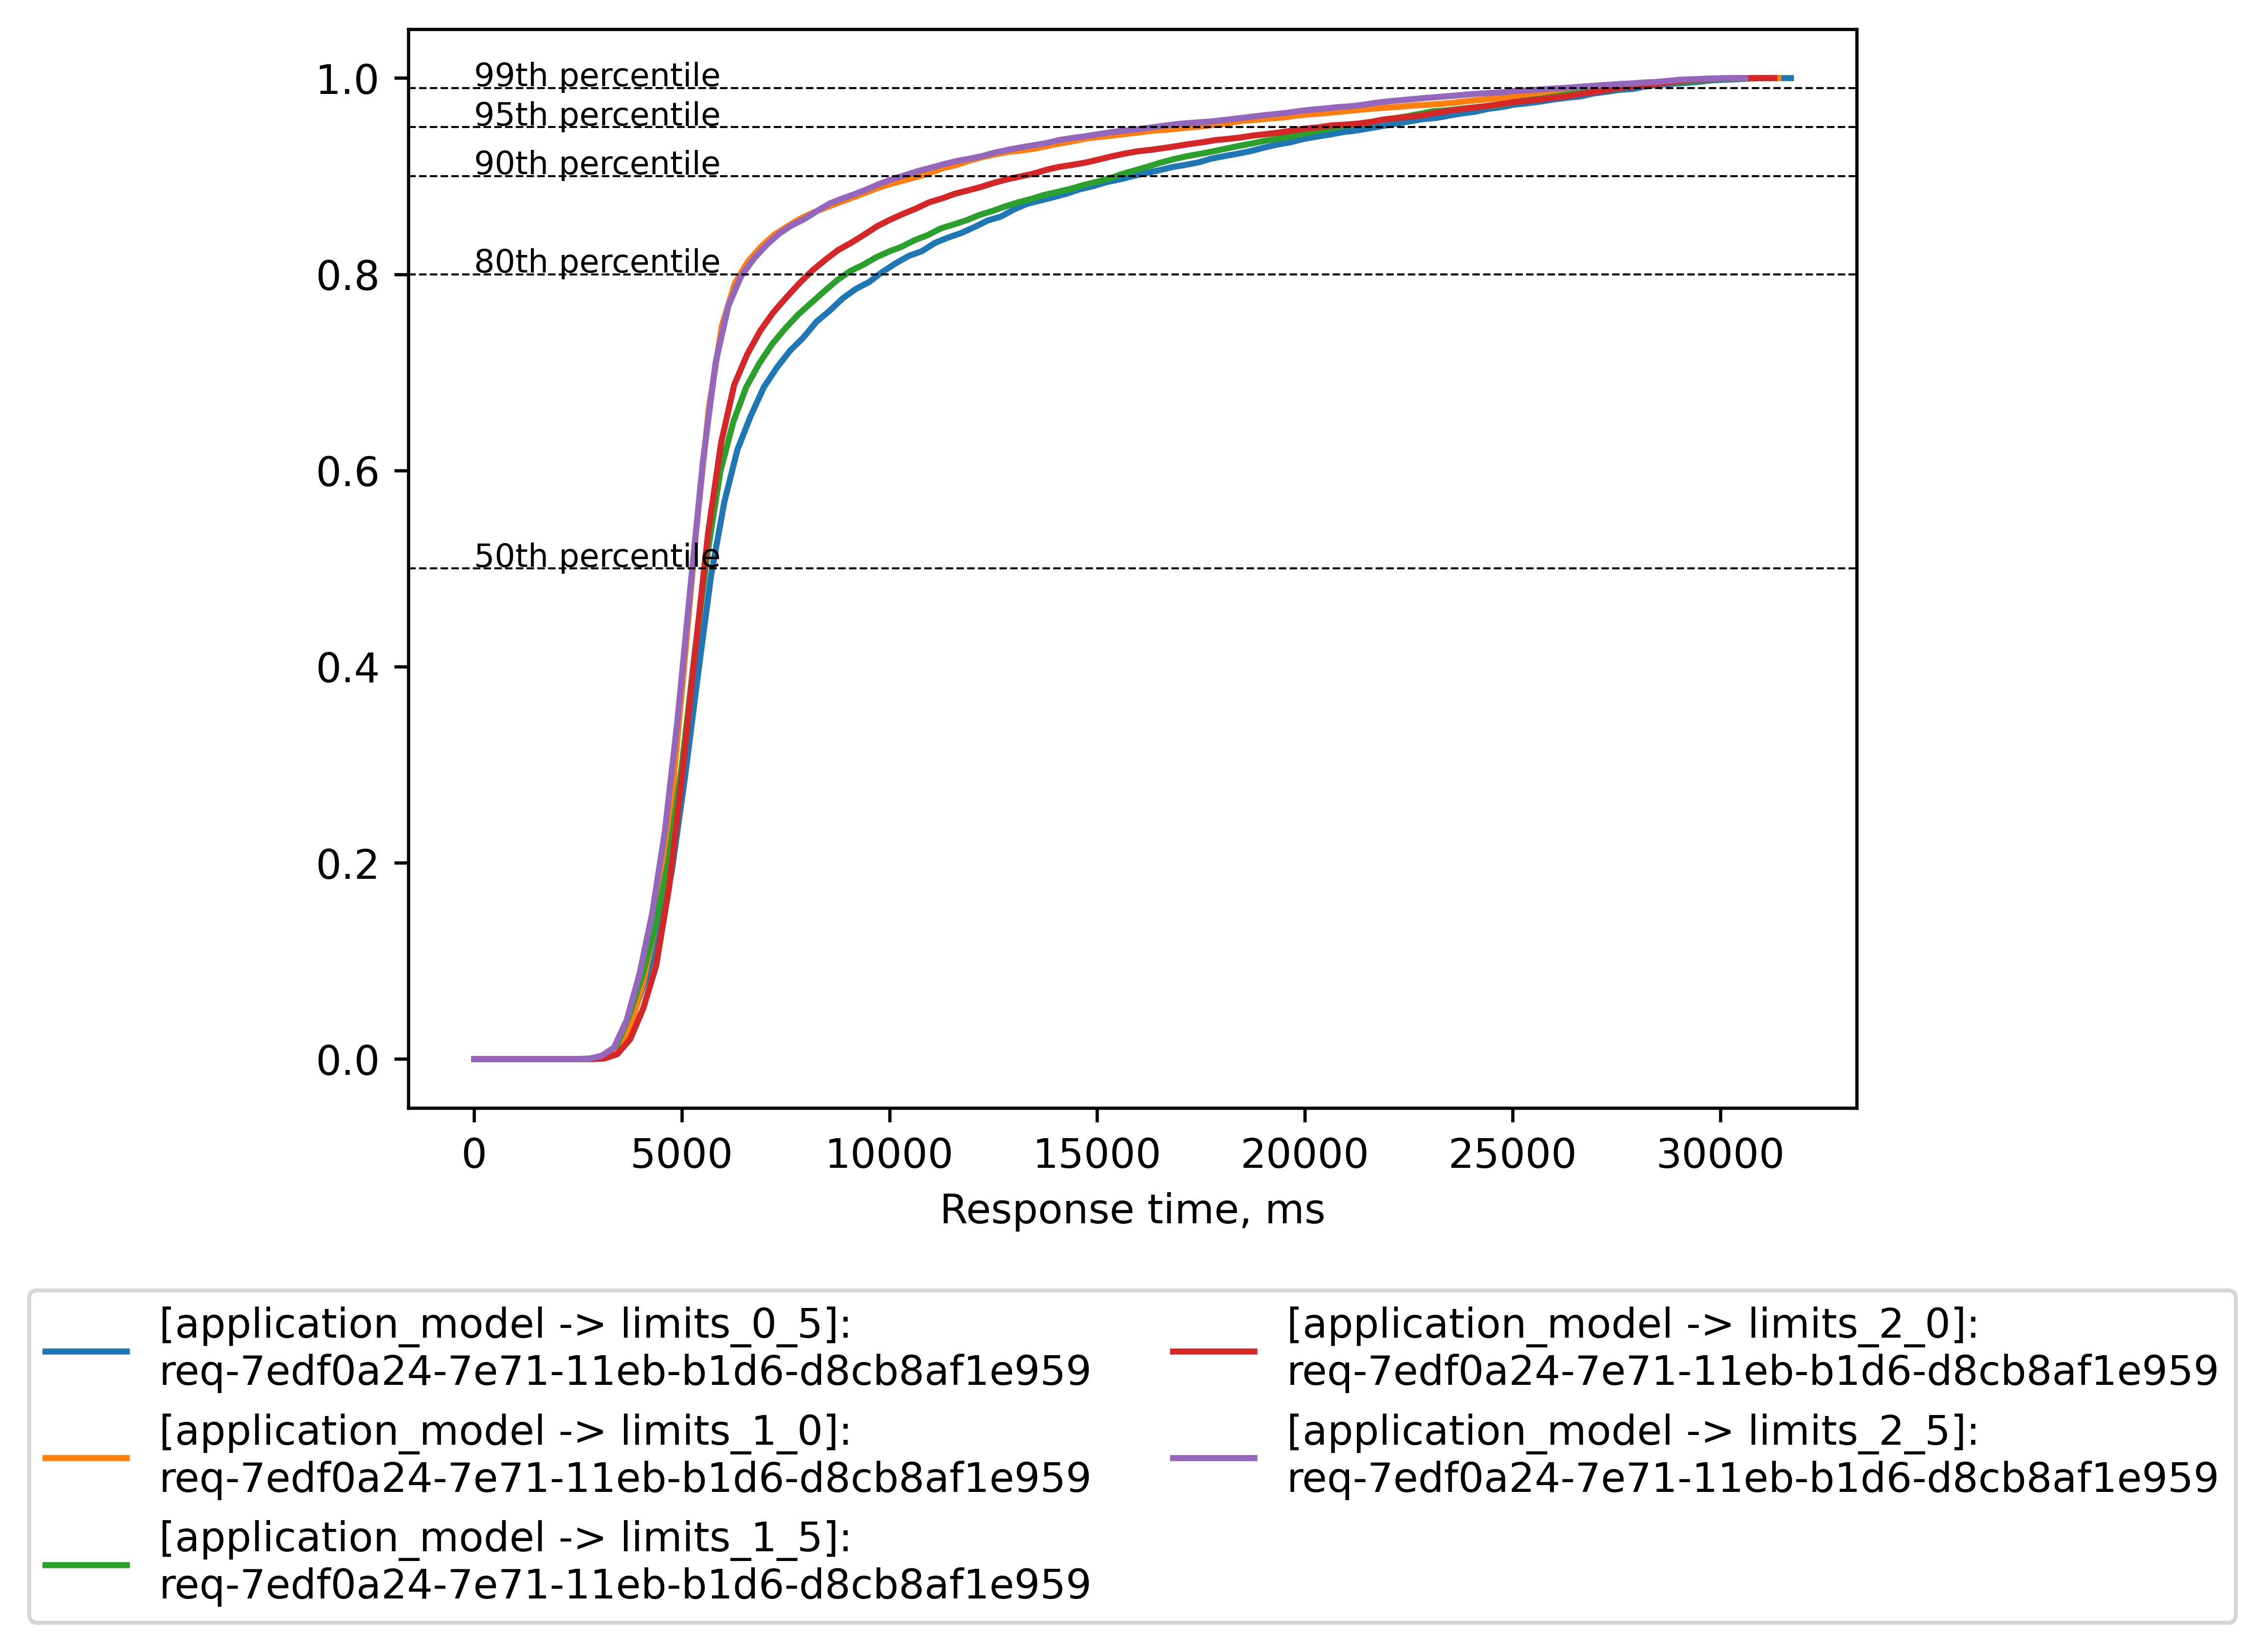 1.0
0.8
0.6
0.4
0.2
0.0
99th percentile
95th percentile
90th percentile
80th percentile
50th percentile
0
5000
10000
15000
20000
25000
30000
Response time, ms
[application_model -> limits_0_5]:
req-7edf0a24-7e71-11eb-b1d6-d8cb8af1e959
[application_model -> limits_1_0]:
req-7edf0a24-7e71-11eb-b1d6-d8cb8af1e959
[application_model -> limits_1_5]:
req-7edf0a24-7e71-11eb-b1d6-d8cb8af1e959
[application_model -> limits_2_0]:
req-7edf0a24-7e71-11eb-b1d6-d8cb8af1e959
[application_model -> limits_2_5]:
req-7edf0a24-7e71-11eb-b1d6-d8cb8af1e959